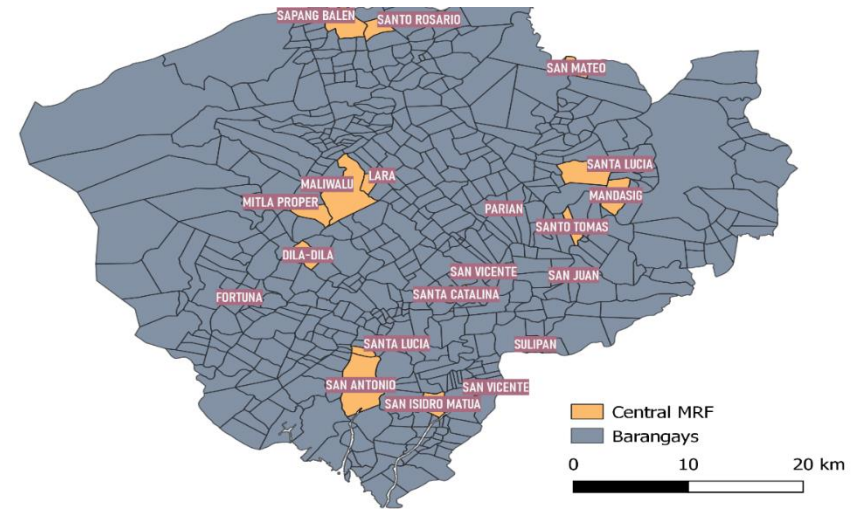 SAPANG BALEN
SANTO ROSARIO
SAN MATEO
SANTA LUCIA
LARA
MALIWALU
MANDASIG
MITLA PROPER
PARIAN
SANTO TOMAS
DILA-DILA
SAN VICENTE
SAN JUAN
FORTUNA
SANTA CATALINA
SANTA LUCIA
SULIPAN
SAN ANTONIO
SAN VICENTE
SAN ISIDRO MATUA
Central MRF
Barangays
0 10 20 km